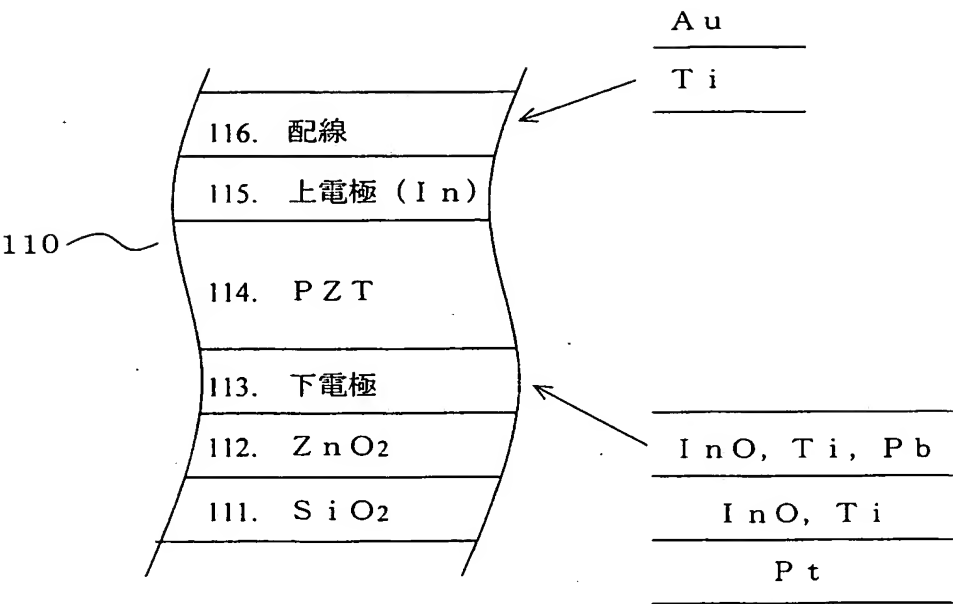 Au
Ti
116. 配線
115. 上電極 (In)
110
114. PZT
113. 下電極
112. ZnO₂
111. SiO₂
InO, Ti, Pb
InO, Ti
Pt